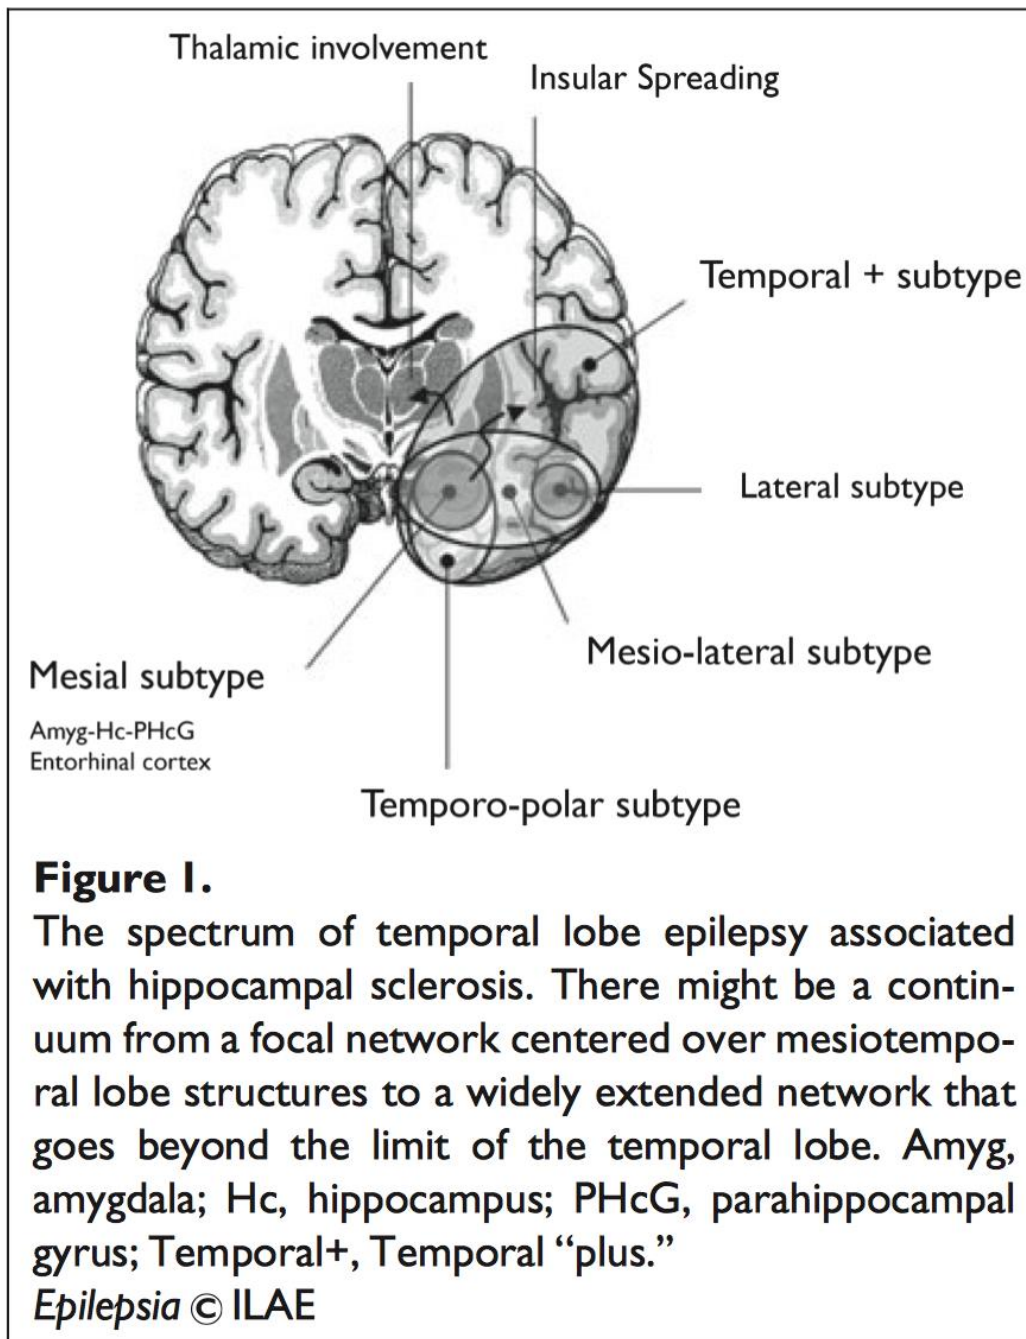 Thalamic involvement
Insular Spreading
Temporal + subtype
Lateral subtype
Mesio-lateral subtype
Mesial subtype
Amyg-Hc-PHcG
Entorhinal cortex
Temporo-polar subtype
Figure 1.
The spectrum of temporal lobe epilepsy associated
with hippocampal sclerosis. There might be a contin-
uum from a focal network centered over mesiotempo-
ral lobe structures to a widely extended network that
goes beyond the limit of the temporal lobe. Amyg,
amygdala; Hc, hippocampus; PHcG, parahippocampal
gyrus; Temporal+, Temporal “plus.”
Epilepsia © ILAE